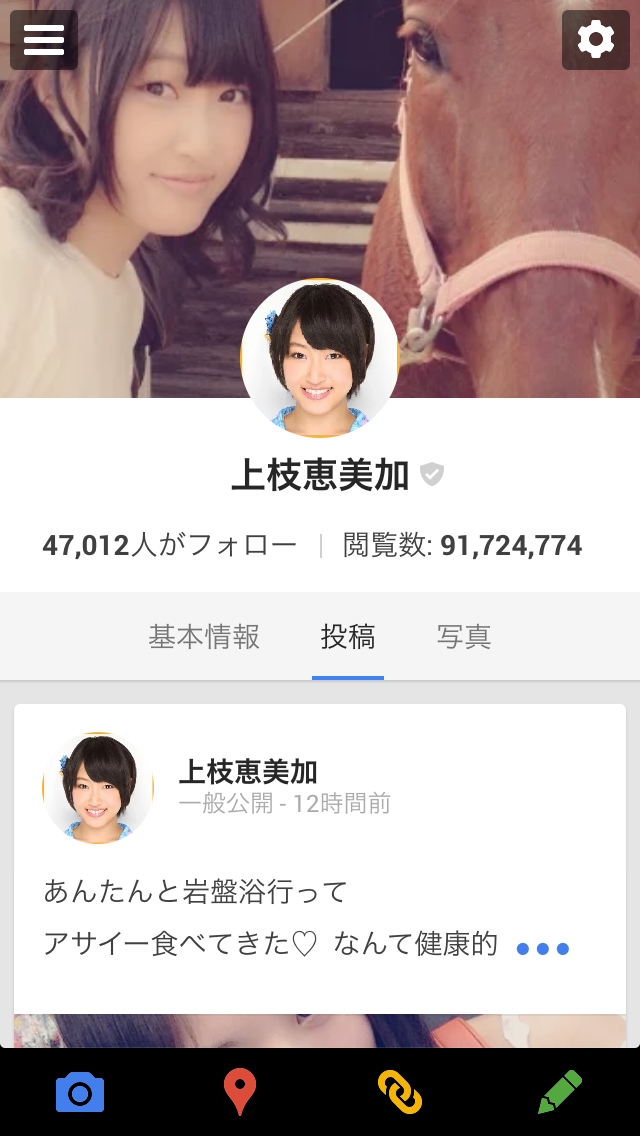 上枝恵美加
47,012人がフォロー | 閲覧数: 91,724,774
基本情報 投稿 写真
上枝恵美加
一般公開 - 12時間前
あんたんと岩盤浴行って
アサイー食べてきた♡ なんて健康的 •••